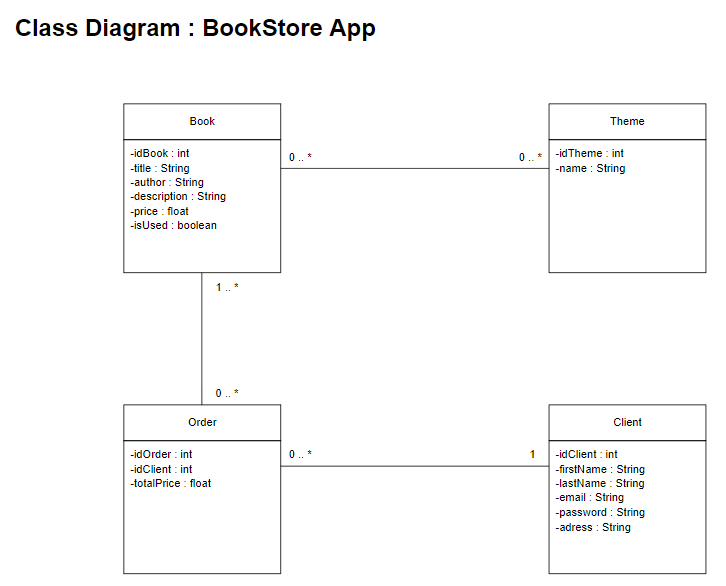 Class Diagram : BookStore App
Book
-idBook : int
-title : String
-author : String
-description : String
-price : float
-isUsed : boolean
0 .. *
0 .. *
Theme
-idTheme : int
-name : String
1 .. *
0 .. *
Order
-idOrder : int
-idClient : int
-totalPrice : float
0 .. *
1
Client
-idClient : int
-firstName : String
-lastName : String
-email : String
-password : String
-adress : String